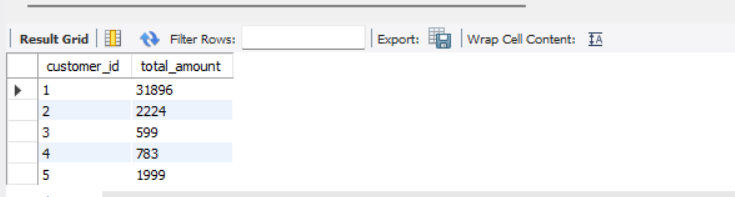 Result Grid Filter Rows: Export: Wrap Cell Content:
customer_id total_amount
1 31896
2 2224
3 599
4 783
5 1999